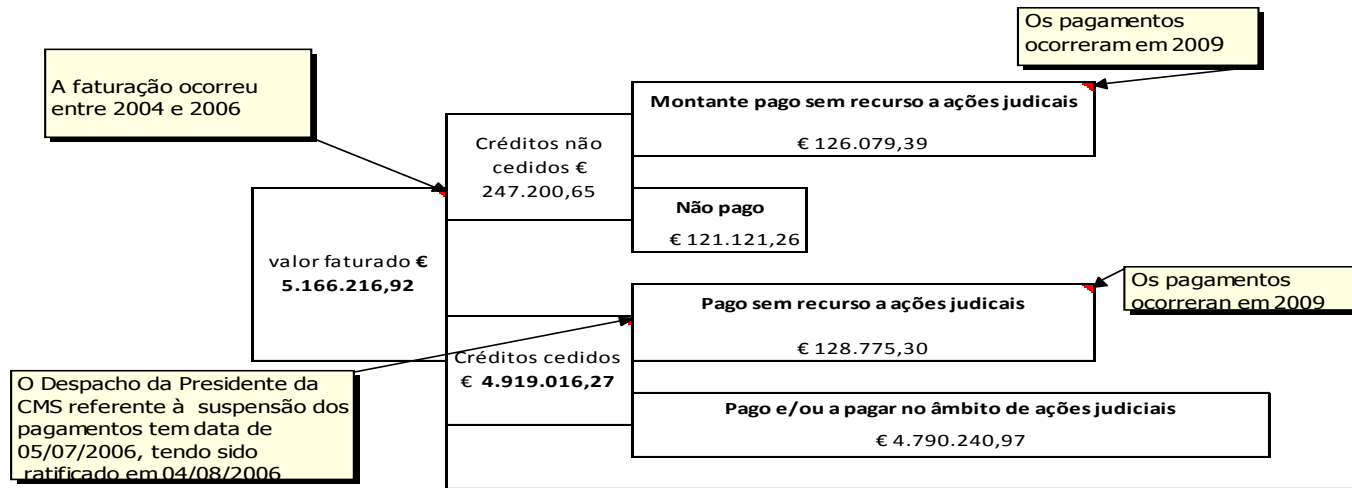 Os pagamentos
ocorreram em 2009
A faturação ocorreu
entre 2004 e 2006
Montante pago sem recurso a ações judicais
€ 126.079,39
Créditos não
cedidos €
247.200,65
Não pago
€ 121.121,26
valor faturado €
5.166.216,92
Os pagamentos
ocorreran em 2009
Pago sem recurso a ações judicais
€ 128.775,30
Créditos cedidos
€ 4.919.016,27
O Despacho da Presidente da
CMS referente à suspensão dos
pagamentos tem data de
05/07/2006, tendo sido
ratificado em 04/08/2006
Pago e/ou a pagar no âmbito de ações judiciais
€ 4.790.240,97